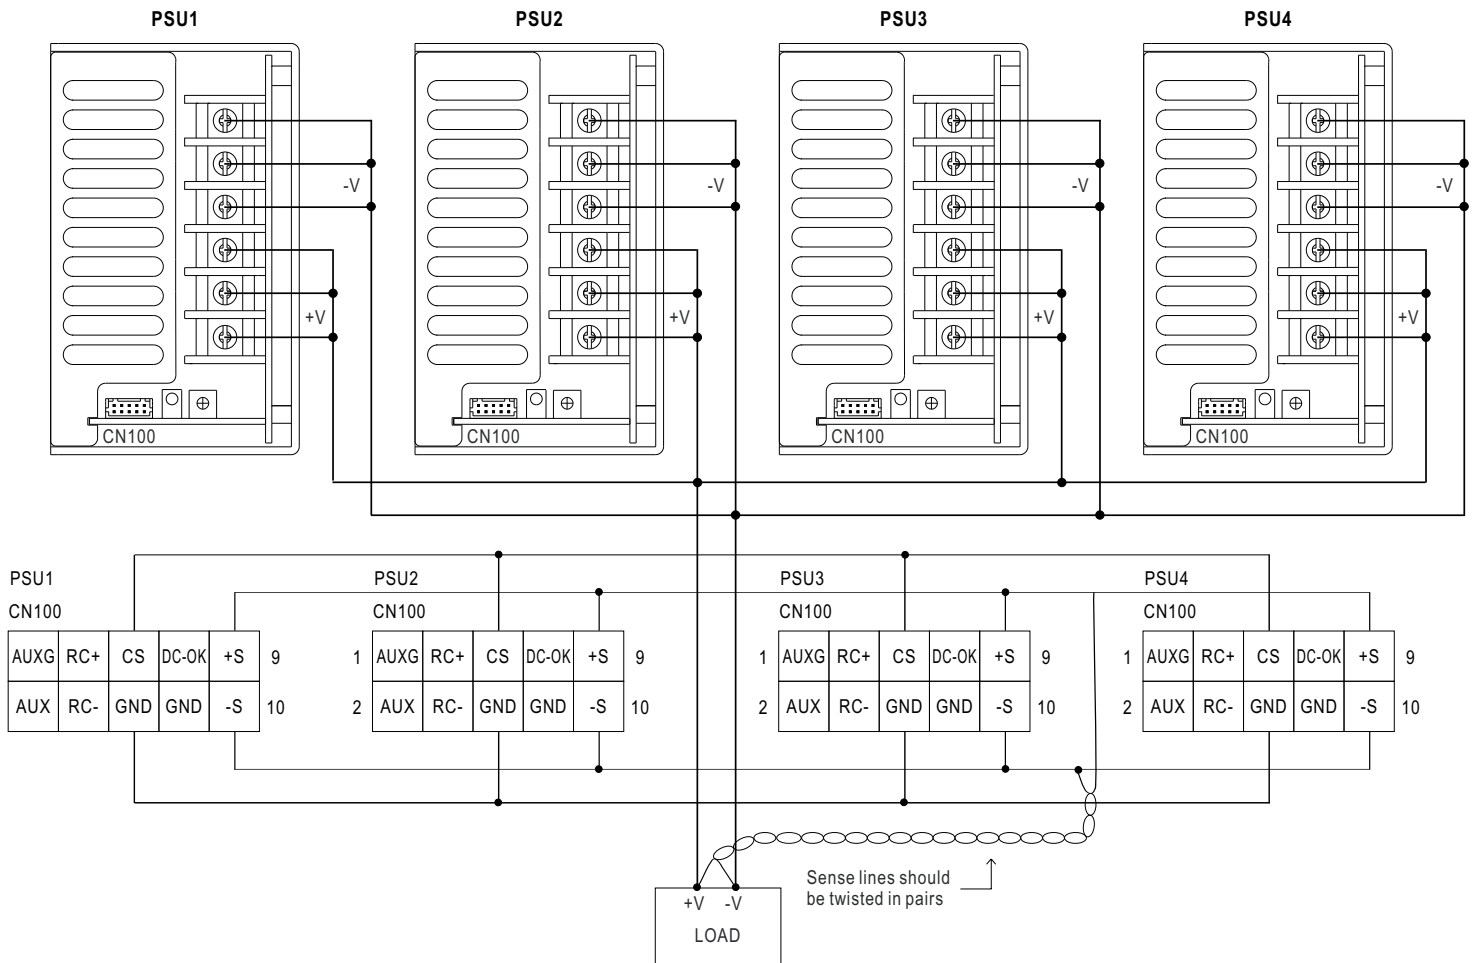 PSU1 PSU2 PSU3 PSU4
-V -V -V -V
+V +V +V +V
CN100 CN100 CN100 CN100
PSU1 PSU2 PSU3 PSU4
CN100 CN100 CN100 CN100
AUXG RC+ CS DC-OK +S 9 1 AUXG RC+ CS DC-OK +S 9 1 AUXG RC+ CS DC-OK +S 9 1 AUXG RC+ CS DC-OK +S 9
AUX RC- GND GND -S 10 2 AUX RC- GND GND -S 10 2 AUX RC- GND GND -S 10 2 AUX RC- GND GND -S 10
Sense lines should
be twisted in pairs
+V -V
LOAD